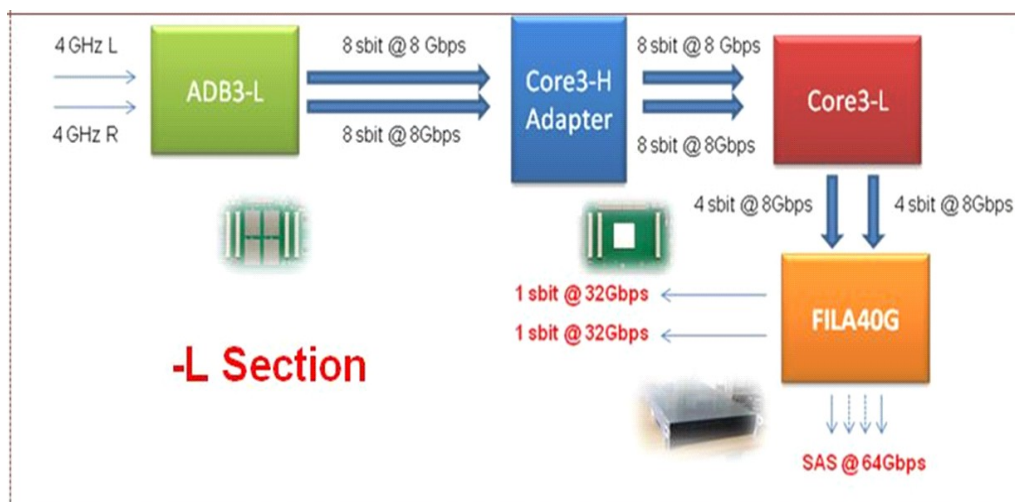 4 GHz L
4 GHz R
ADB3-L
8 sbit @ 8 Gbps
8 sbit @ 8Gbps
Core3-H
Adapter
8 sbit @ 8 Gbps
8 sbit @ 8Gbps
Core3-L
4 sbit @ 8Gbps
4 sbit @ 8Gbps
1 sbit @ 32Gbps
1 sbit @ 32Gbps
FILA40G
-L Section
SAS @ 64Gbps